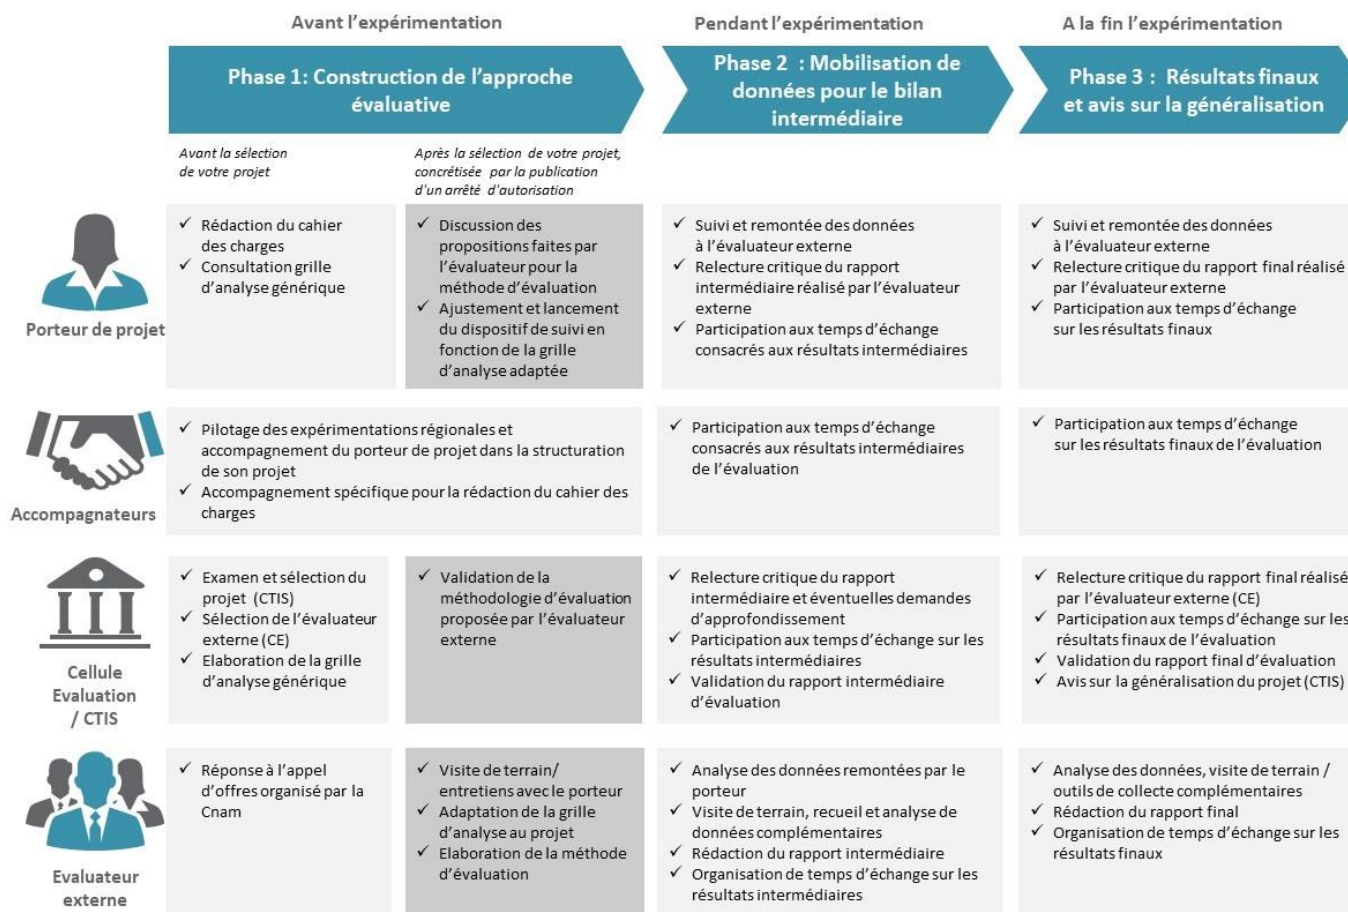 Avant l’expérimentation
Pendant l’expérimentation
A la fin l’expérimentation
Phase 1: Construction de l’approche
évaluative
Phase 2 : Mobilisation de
données pour le bilan
intermédiaire
Phase 3 : Résultats finaux
et avis sur la généralisation
Avant la sélection
de votre projet
Après la sélection de votre projet,
concrétisée par la publication
d'un arrêté d'autorisation
Porteur de projet
✓ Rédaction du cahier
des charges
✓ Consultation grille
d’analyse générique
✓ Discussion des
propositions faites par
l’évaluateur pour la
méthode d’évaluation
✓ Ajustement et lancement
du dispositif de suivi en
fonction de la grille
d’analyse adaptée
✓ Suivi et remontée des données
à l’évaluateur externe
✓ Relecture critique du rapport
intermédiaire réalisé par l’évaluateur
externe
✓ Participation aux temps d’échange
consacrés aux résultats intermédiaires
✓ Suivi et remontée des données
à l’évaluateur externe
✓ Relecture critique du rapport final réalisé
par l’évaluateur externe
✓ Participation aux temps d’échange
sur les résultats finaux
Accompagnateurs
✓ Pilotage des expérimentations régionales et
accompagnement du porteur de projet dans la structuration
de son projet
✓ Accompagnement spécifique pour la rédaction du cahier des
charges
✓ Participation aux temps d’échange
consacrés aux résultats intermédiaires
de l’évaluation
✓ Participation aux temps d’échange
sur les résultats finaux de l’évaluation
Cellule
Evaluation
/ CTIS
✓ Examen et sélection du
projet (CTIS)
✓ Sélection de l’évaluateur
externe (CE)
✓ Elaboration de la grille
d’analyse générique
✓ Validation de la
méthodologie d’évaluation
proposée par l’évaluateur
externe
✓ Relecture critique du rapport
intermédiaire et éventuelles demandes
d’approfondissement
✓ Participation aux temps d’échange sur les
résultats intermédiaires
✓ Validation du rapport intermédiaire
d’évaluation
✓ Relecture critique du rapport final réalisé
par l’évaluateur externe (CE)
✓ Participation aux temps d’échange sur les
résultats finaux de l’évaluation
✓ Validation du rapport final d’évaluation
✓ Avis sur la généralisation du projet (CTIS)
Evaluateur
externe
✓ Réponse à l’appel
d’offres organisé par la
Cnam
✓ Visite de terrain/
entretiens avec le porteur
✓ Adaptation de la grille
d’analyse au projet
✓ Elaboration de la méthode
d’évaluation
✓ Analyse des données remontées par le
porteur
✓ Visite de terrain, recueil et analyse de
données complémentaires
✓ Rédaction du rapport intermédiaire
✓ Organisation de temps d’échange sur les
résultats intermédiaires
✓ Analyse des données, visite de terrain /
outils de collecte complémentaires
✓ Rédaction du rapport final
✓ Organisation de temps d’échange sur les
résultats finaux